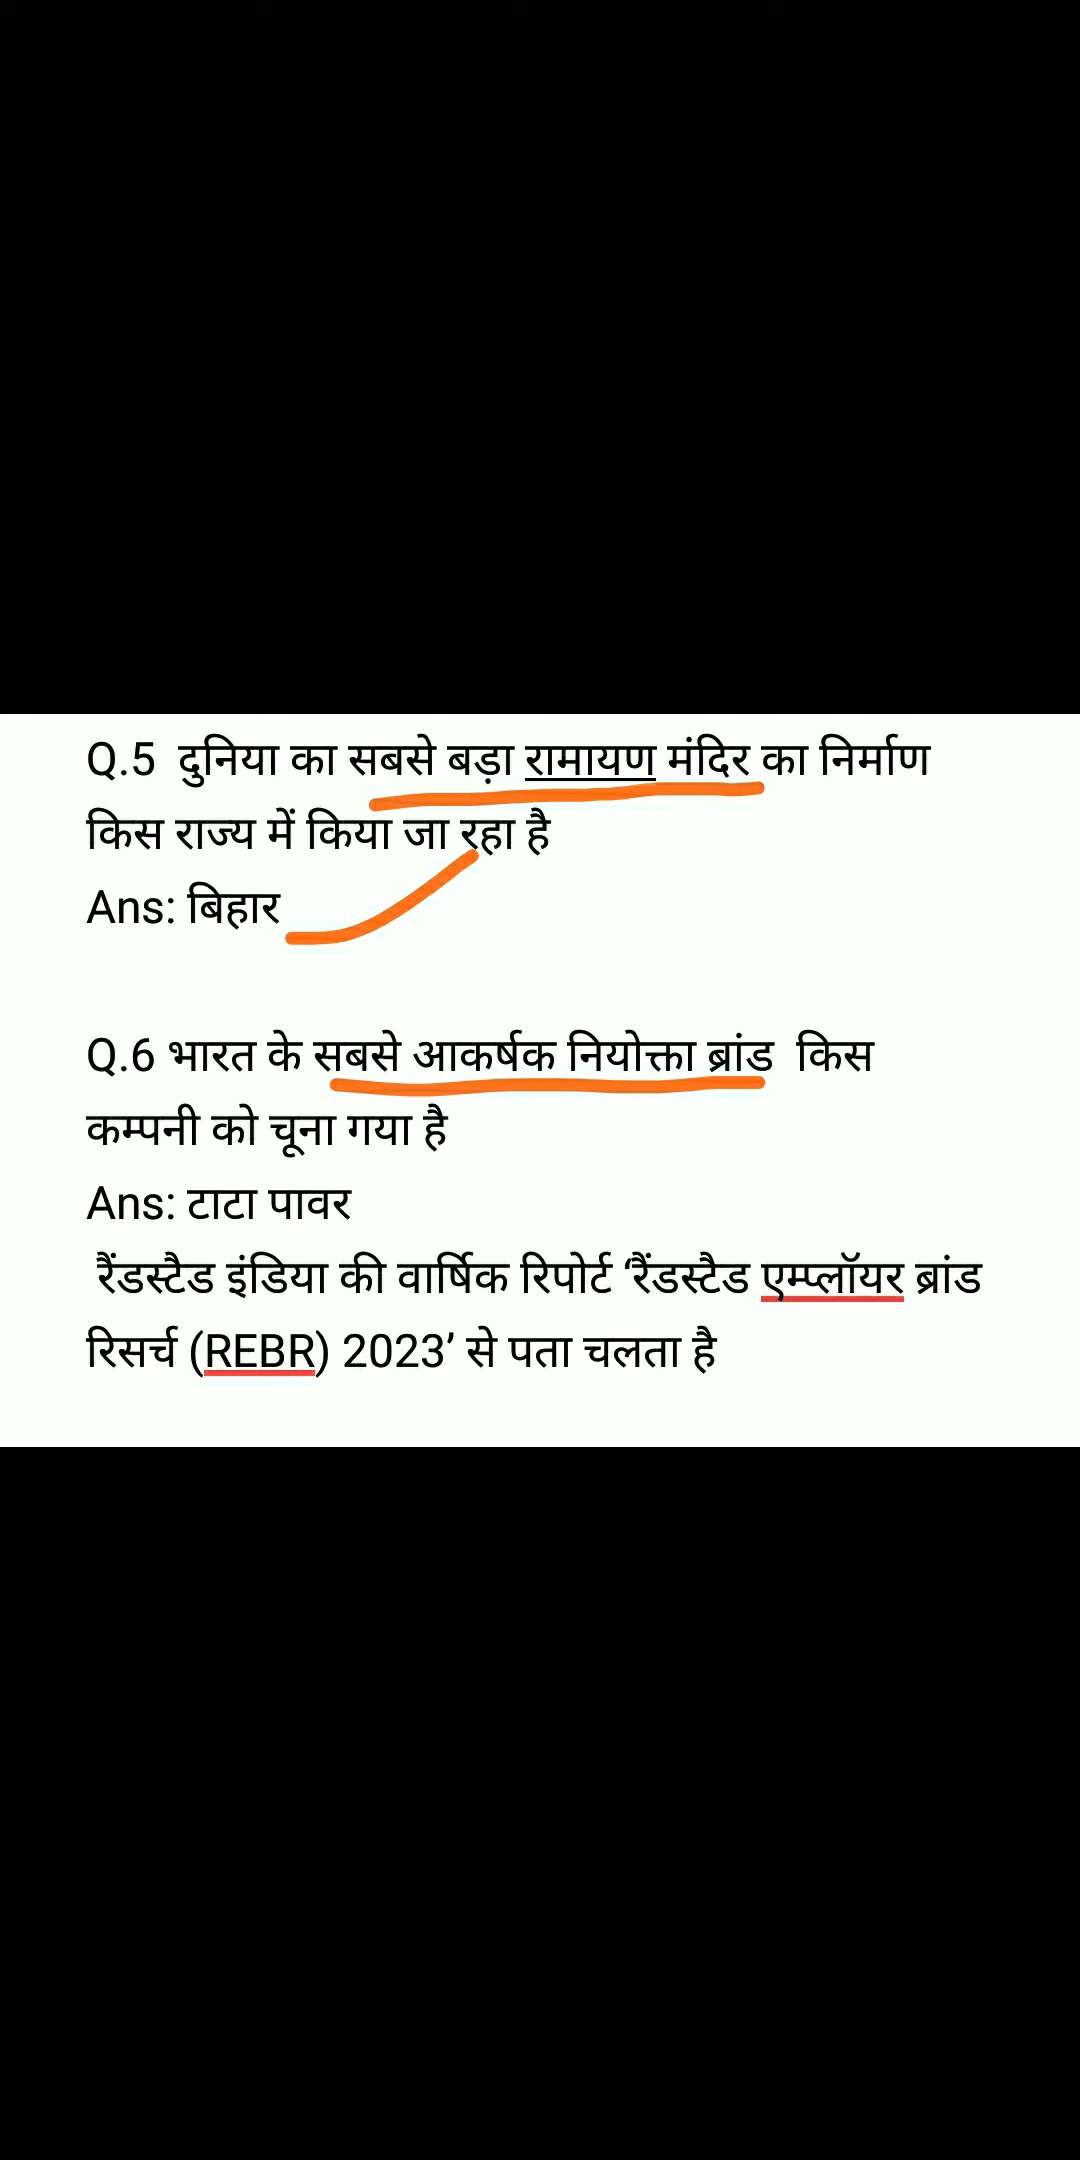 Q.5 दुनिया का सबसे बड़ा रामायण मंदिर का निर्माण
किस राज्य में किया जा रहा है
Ans: बिहार
Q.6 भारत के सबसे आकर्षक नियोक्ता ब्रांड किस
कम्पनी को चूना गया है
Ans: टाटा पावर
रैंडस्टैड इंडिया की वार्षिक रिपोर्ट ‘रैंडस्टैड एम्प्लॉयर ब्रांड
रिसर्च (REBR) 2023’ से पता चलता है